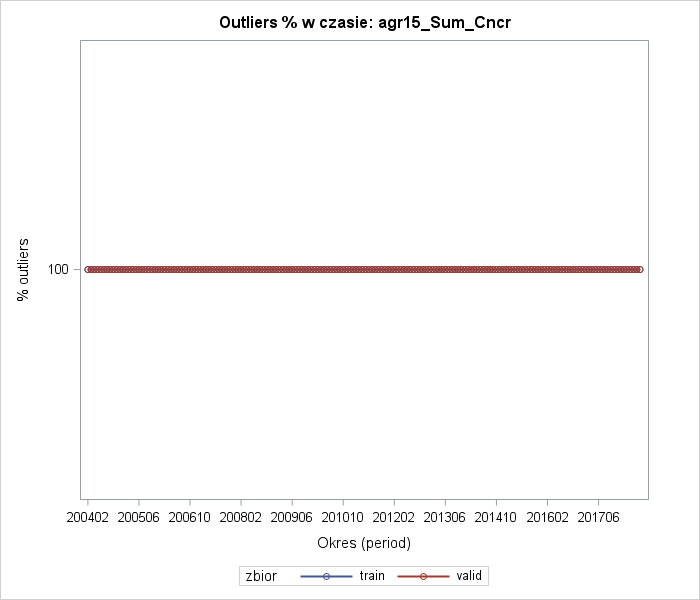 Outliers % w czasie: agr15_Sum_Cncr
% outliers
100
200402 200506 200610 200802 200906 201010 201202 201306 201410 201602 201706
Okres (period)
zbior train valid